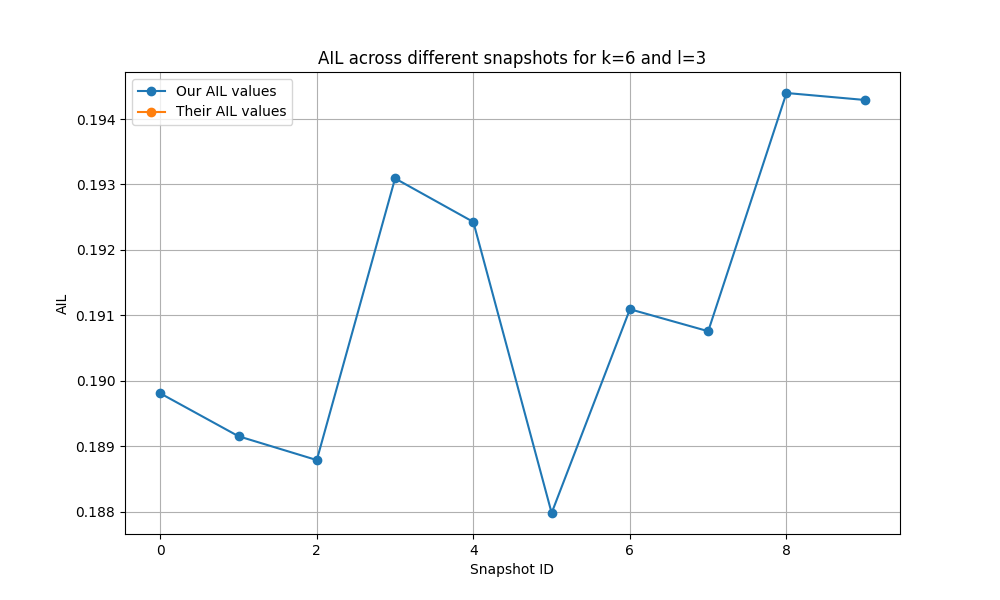 AIL across different snapshots for k=6 and l=3
Our AIL values
Their AIL values
0.194
0.193
0.192
0.191
0.190
0.189
0.188
AIL
0 2 4 6 8
Snapshot ID